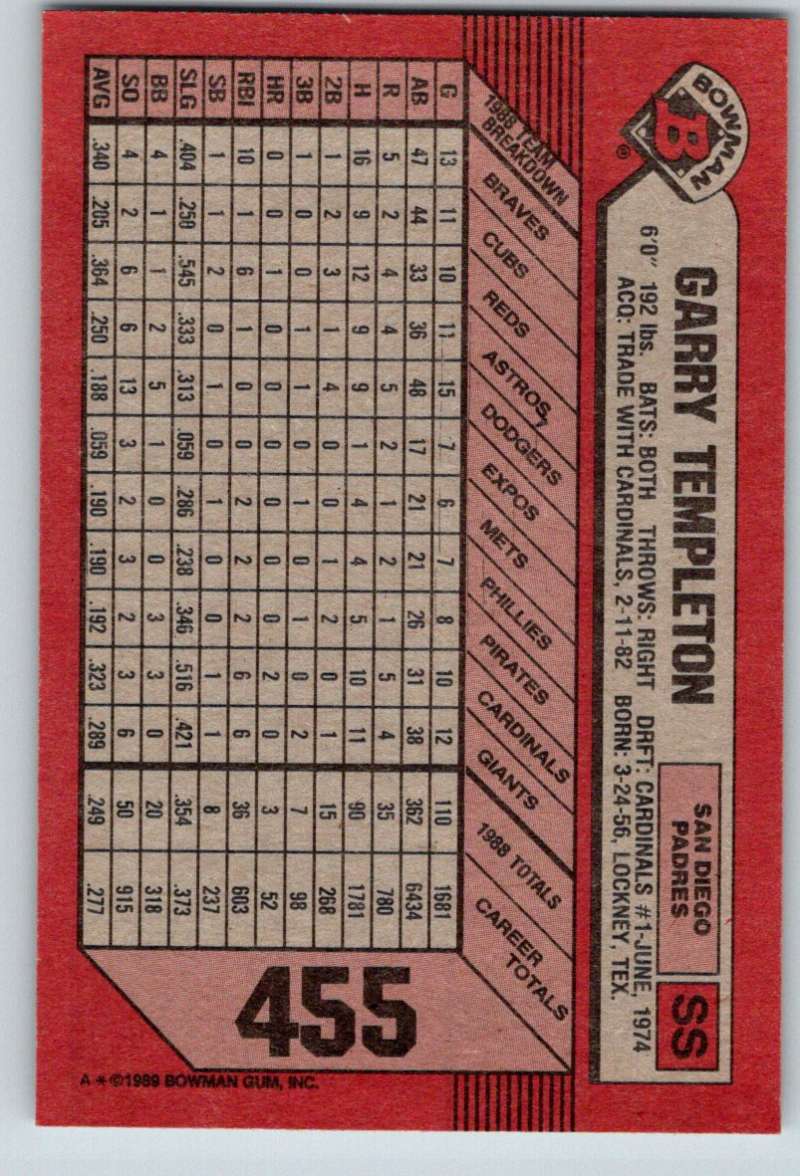 BOWMAN
B
®
GARRY TEMPLETON
SAN DIEGO
PADRES
SS
6'0" 192 lbs. BATS: BOTH THROWS: RIGHT DRFT: CARDINALS #1-JUNE, 1974
ACQ: TRADE WITH CARDINALS, 2-11-82 BORN: 3-24-56, LOCKNEY, TEX.
1988 TEAM
BREAKDOWN
BRAVES
CUBS
REDS
ASTROS
DODGERS
EXPOS
METS
PHILLIES
PIRATES
CARDINALS
GIANTS
1988 TOTALS
CAREER
TOTALS
G 13 11 10 11 15 7 6 7 8 10 12 110 1681
AB 47 44 33 36 48 17 21 21 26 31 38 362 6434
R 5 2 4 4 5 2 1 2 1 5 4 35 780
H 16 9 12 9 9 1 4 4 5 10 11 90 1781
2B 1 2 3 1 4 0 0 1 2 0 1 15 268
3B 1 0 0 1 1 0 1 0 1 0 2 7 98
HR 0 0 1 0 0 0 0 0 0 2 0 3 52
RBI 10 1 6 1 0 0 2 2 2 6 6 36 603
SB 1 1 2 0 1 0 1 0 0 1 1 8 237
SLG .404 .250 .545 .333 .313 .059 .286 .238 .346 .516 .421 .354 .373
BB 4 1 1 2 5 1 0 0 3 3 0 20 318
SO 4 2 6 6 13 3 2 3 2 3 6 50 915
AVG .340 .205 .364 .250 .188 .059 .190 .190 .192 .323 .289 .249 .277
455
A *©1989 BOWMAN GUM, INC.